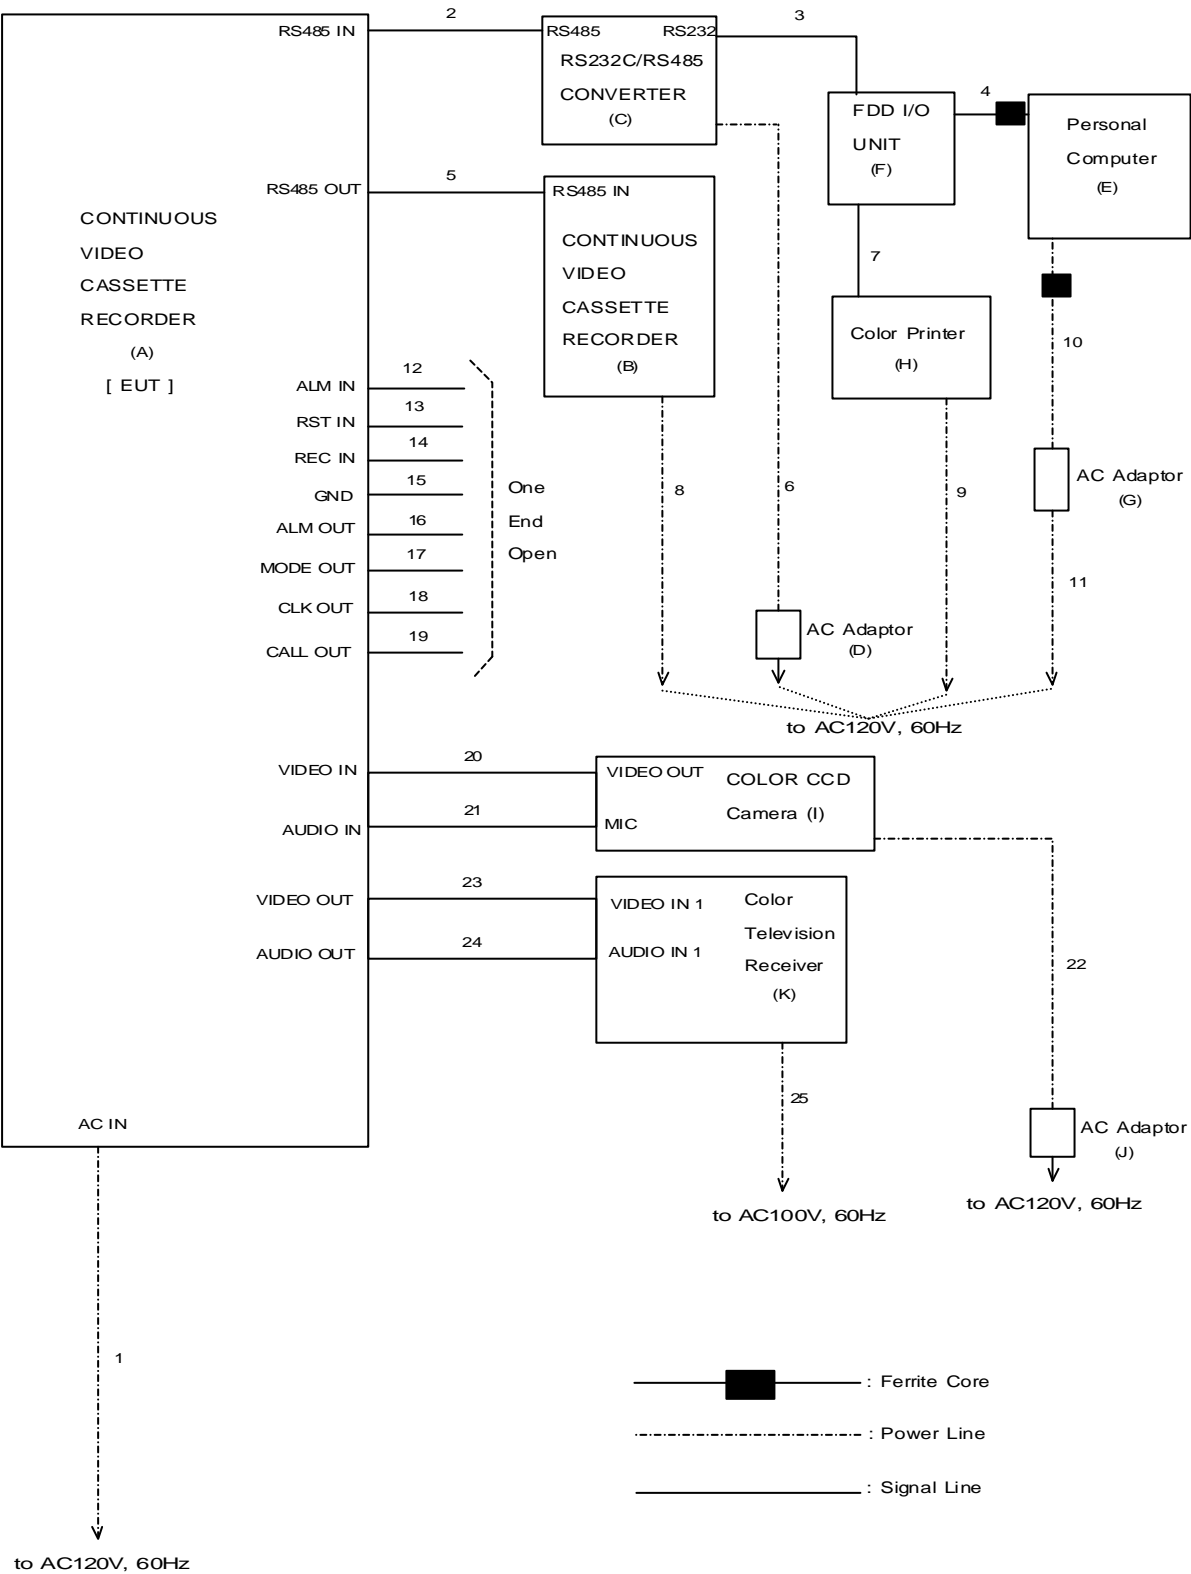 2
3
RS485 IN
RS485
RS232
RS232C/RS485
CONVERTER
(C)
4
FDD I/O
UNIT
(F)
Personal
Computer
(E)
5
RS485 OUT
RS485 IN
CONTINUOUS
VIDEO
CASSETTE
RECORDER
(A)
[ EUT ]
CONTINUOUS
VIDEO
CASSETTE
RECORDER
(B)
7
Color Printer
(H)
10
12
ALM IN
13
RST IN
14
REC IN
15
GND
16
ALM OUT
17
MODE OUT
18
CLK OUT
19
CALL OUT
One
End
Open
8
6
9
AC Adaptor
(G)
11
AC Adaptor
(D)
to AC120V, 60Hz
20
VIDEO IN
VIDEO OUT
COLOR CCD
Camera (I)
21
AUDIO IN
MIC
23
VIDEO OUT
VIDEO IN 1
Color
Television
Receiver
(K)
24
AUDIO OUT
AUDIO IN 1
22
25
AC IN
AC Adaptor
(J)
to AC100V, 60Hz
to AC120V, 60Hz
1
: Ferrite Core
: Power Line
: Signal Line
to AC120V, 60Hz